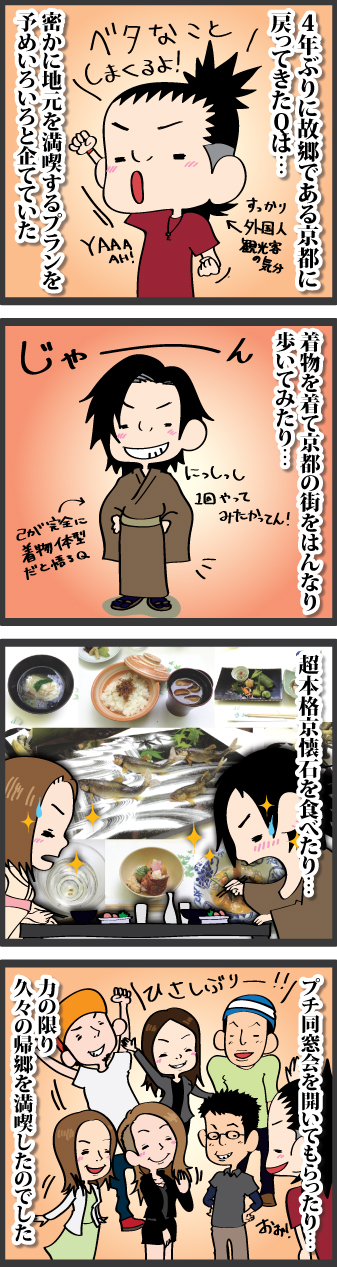 4年ぶりに故郷である京都に
戻ってきたQは…
ベタなこと
しまくるよ!
すっかり
外国人
観光客
の気分
YAAA
AH!
密かに地元を満喫するプランを
予めいろいろと企てていた
着物を着て京都の街をはんなり
歩いてみたり…
じゃーーん
にっしっし
1回やって
みたかってん!
己が完全に
着物体型
だと悟るQ
超本格京懐石を食べたり…
プチ同窓会を開いてもらったり…
ひさしぶりー!!
おみ!
力の限り
久々の帰郷を満喫したのでした